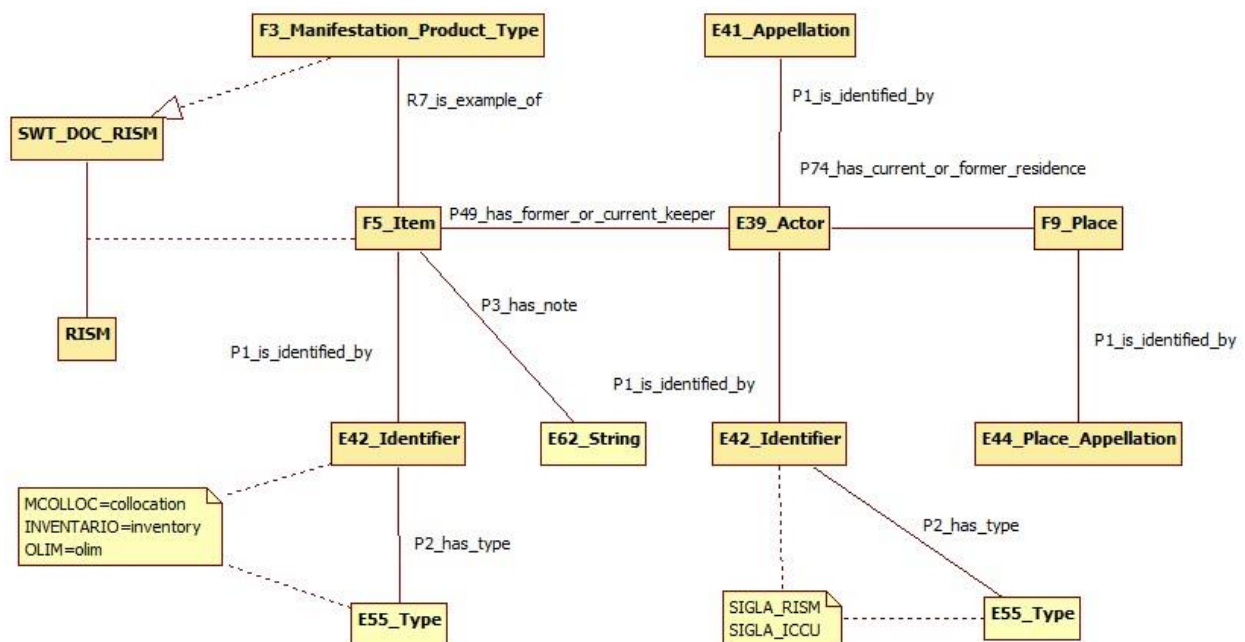 F3_Manifestation_Product_Type
E41_Appellation
R7_is_example_of
P1_is_identified_by
SWT_DOC_RISM
P74_has_current_or_former_residence
P49_has_former_or_current_keeper
F5_Item
E39_Actor
F9_Place
P3_has_note
RISM
P1_is_identified_by
P1_is_identified_by
P1_is_identified_by
E42_Identifier
E62_String
E42_Identifier
E44_Place_Appellation
MCOLLOC=collocation
INVENTARIO=inventory
OLIM=olim
P2_has_type
P2_has_type
E55_Type
SIGLA_RISM
SIGLA_ICCU
E55_Type